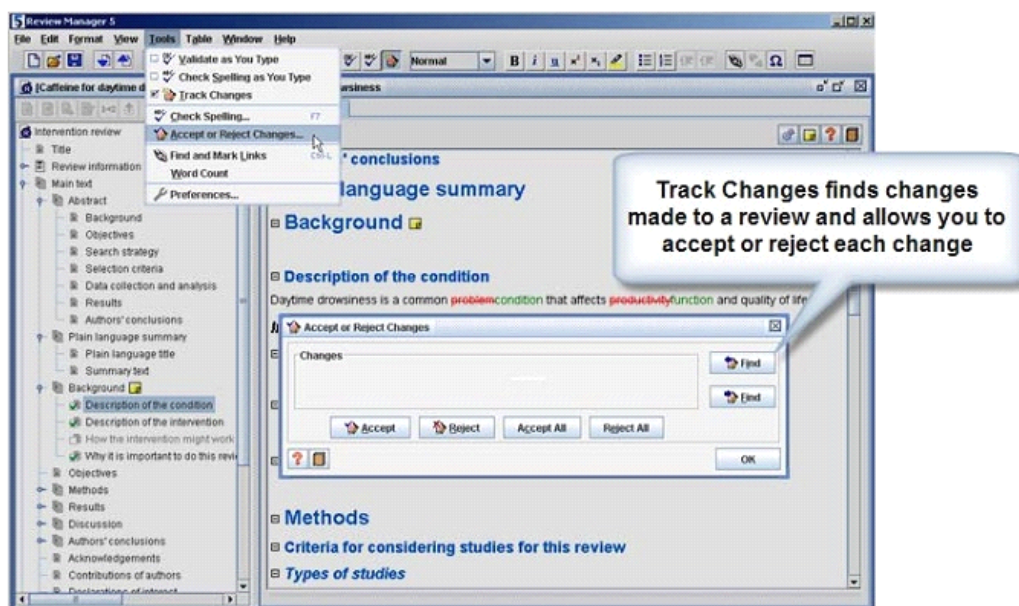 Review Manager 5
File Edit Format View Tools Table Window Help
Normal B i u
[Caffeine for daytime d
wsiness
Validate as You Type
Check Spelling as You Type
Track Changes
Check Spelling... F7
Accept or Reject Changes...
Find and Mark Links
Word Count
Preferences...
Intervention review
Title
Review information
Main text
Abstract
Background
Objectives
Search strategy
Selection criteria
Data collection and analysis
Results
Authors' conclusions
Plain language summary
Plain language title
Summary text
Background
Description of the condition
Description of the intervention
How the intervention might work
Why it is important to do this revie
Objectives
Methods
Results
Discussion
Authors' conclusions
Acknowledgements
Contributions of authors
Declarations of interest
' conclusions
language summary
Background
Description of the condition
Daytime drowsiness is a common problemcondition that affects productivityfunction and quality of life
Accept or Reject Changes
Changes
Find
Find
Accept Reject Accept All Reject All
OK
Methods
Criteria for considering studies for this review
Types of studies
Track Changes finds changes
made to a review and allows you to
accept or reject each change